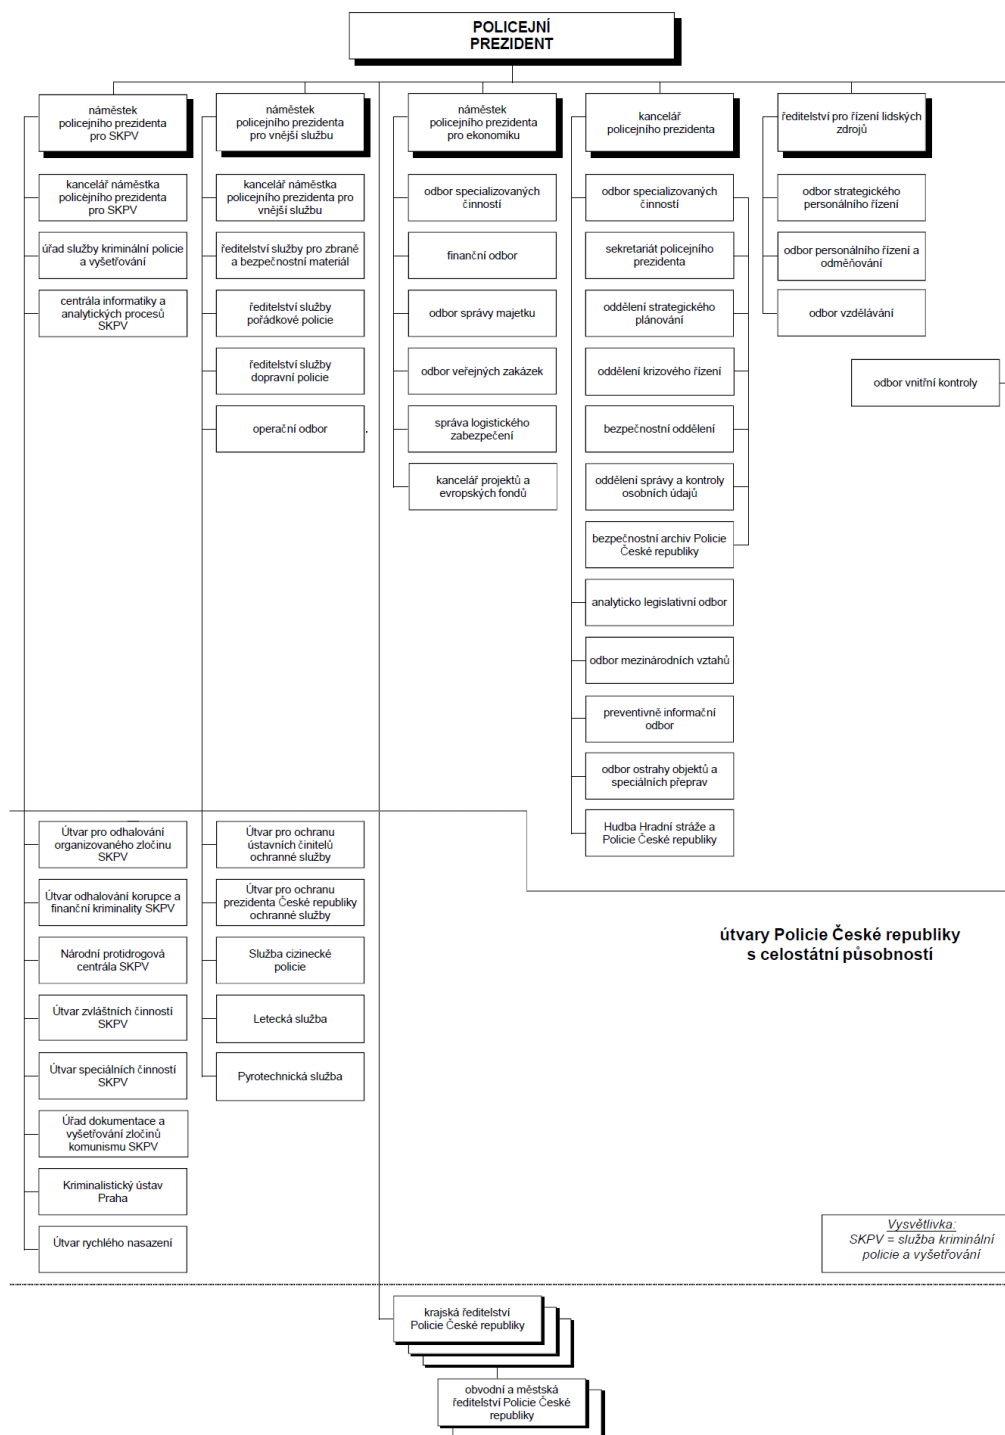 POLICEJNÍ
PREZIDENT
náměstek
policejního prezidenta
pro SKPV
kancelář náměstka
policejního prezidenta
pro SKPV
úřad služby kriminální policie
a vyšetřování
centrála informatiky a
analytických procesů
SKPV
náměstek
policejního prezidenta
pro vnější službu
kancelář náměstka
policejního prezidenta pro
vnější službu
ředitelství služby pro zbraně
a bezpečnostní materiál
ředitelství služby
pořádkové policie
ředitelství služby
dopravní policie
operační odbor
náměstek
policejního prezidenta
pro ekonomiku
odbor specializovaných
činností
finanční odbor
odbor správy majetku
odbor veřejných zakázek
správa logistického
zabezpečení
kancelář projektů a
evropských fondů
kancelář
policejního prezidenta
odbor specializovaných
činností
sekretariát policejního
prezidenta
oddělení strategického
plánování
oddělení krizového řízení
bezpečnostní oddělení
oddělení správy a kontroly
osobních údajů
bezpečnostní archiv Policie
České republiky
analyticko legislativní odbor
odbor mezinárodních vztahů
preventivně informační
odbor
odbor ostrahy objektů a
speciálních přeprav
Hudba Hradní stráže a
Policie České republiky
ředitelství pro řízení lidských
zdrojů
odbor strategického
personálního řízení
odbor personálního řízení a
odměňování
odbor vzdělávání
odbor vnitřní kontroly
Útvar pro odhalování
organizovaného zločinu
SKPV
Útvar odhalování korupce a
finanční kriminality SKPV
Národní protidrogová
centrála SKPV
Útvar zvláštních činností
SKPV
Útvar speciálních činností
SKPV
Úřad dokumentace a
vyšetřování zločinů
komunismu SKPV
Kriminalistický ústav
Praha
Útvar rychlého nasazení
Útvar pro ochranu
ústavních činitelů
ochranné služby
Útvar pro ochranu
prezidenta České republiky
ochranné služby
Služba cizinecké
policie
Letecká služba
Pyrotechnická služba
útvary Policie České republiky
s celostátní působností
Vysvětlivka:
SKPV = služba kriminální
policie a vyšetřování
krajská ředitelství
Policie České republiky
obvodní a městská
ředitelství Policie České
republiky